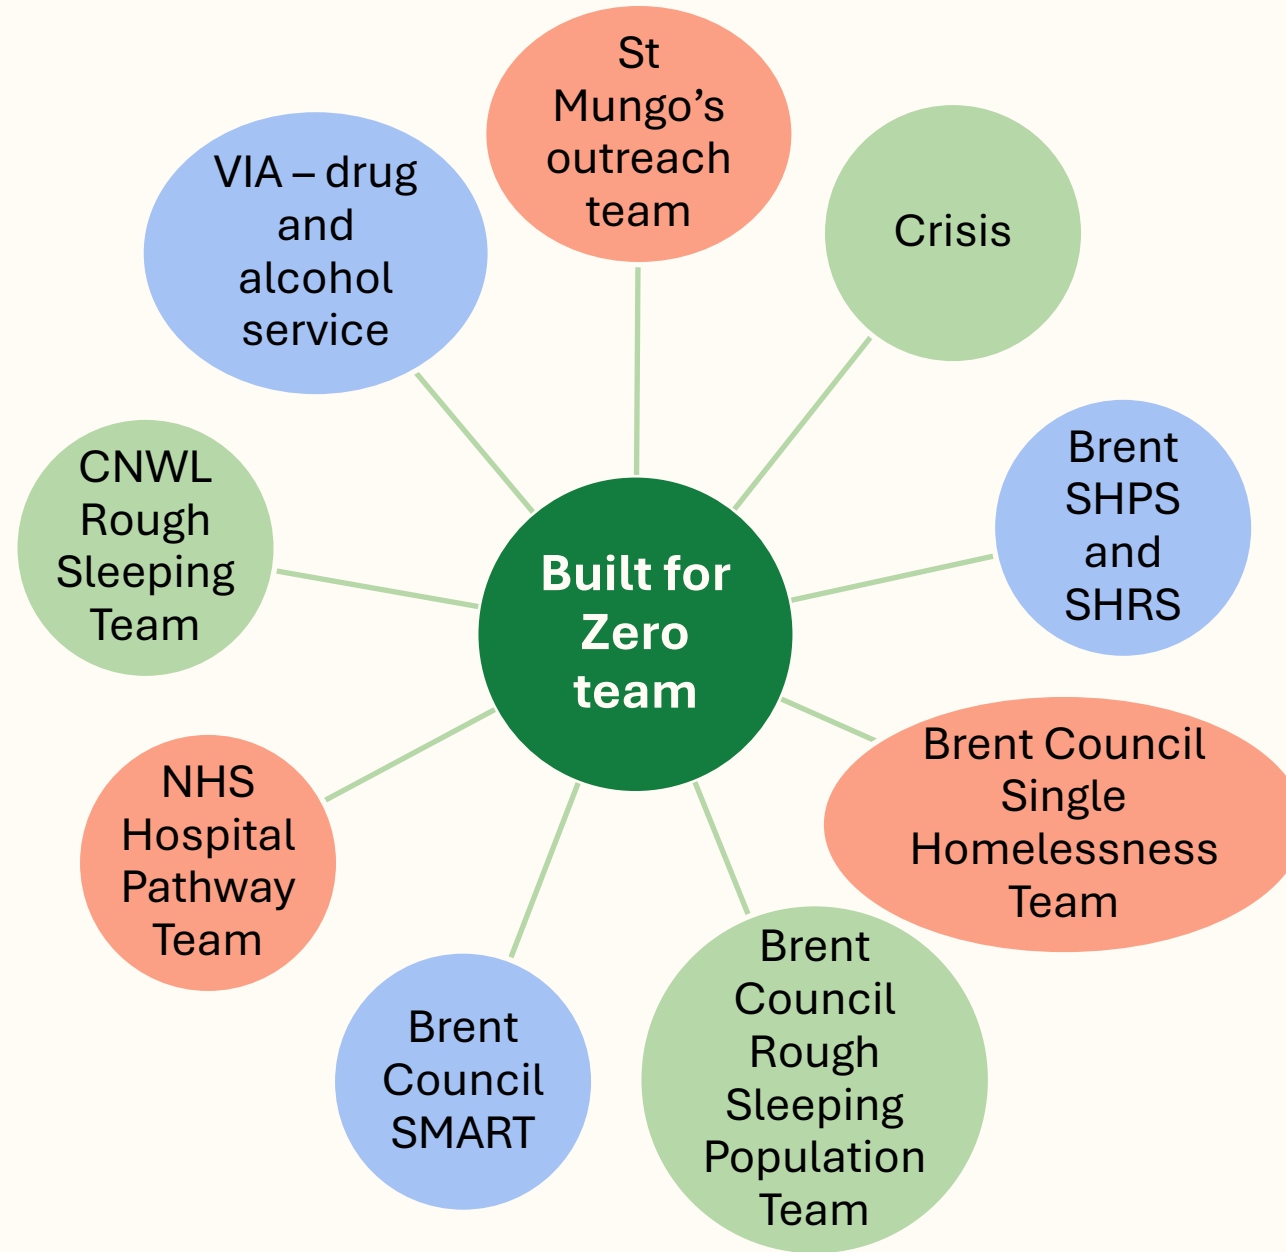 St
Mungo’s
outreach
team
Crisis
Brent
SHPS
and
SHRS
Brent Council
Single
Homelessness
Team
Brent
Council
Rough
Sleeping
Population
Team
Brent
Council
SMART
NHS
Hospital
Pathway
Team
CNWL
Rough
Sleeping
Team
VIA – drug
and
alcohol
service
Built for
Zero
team